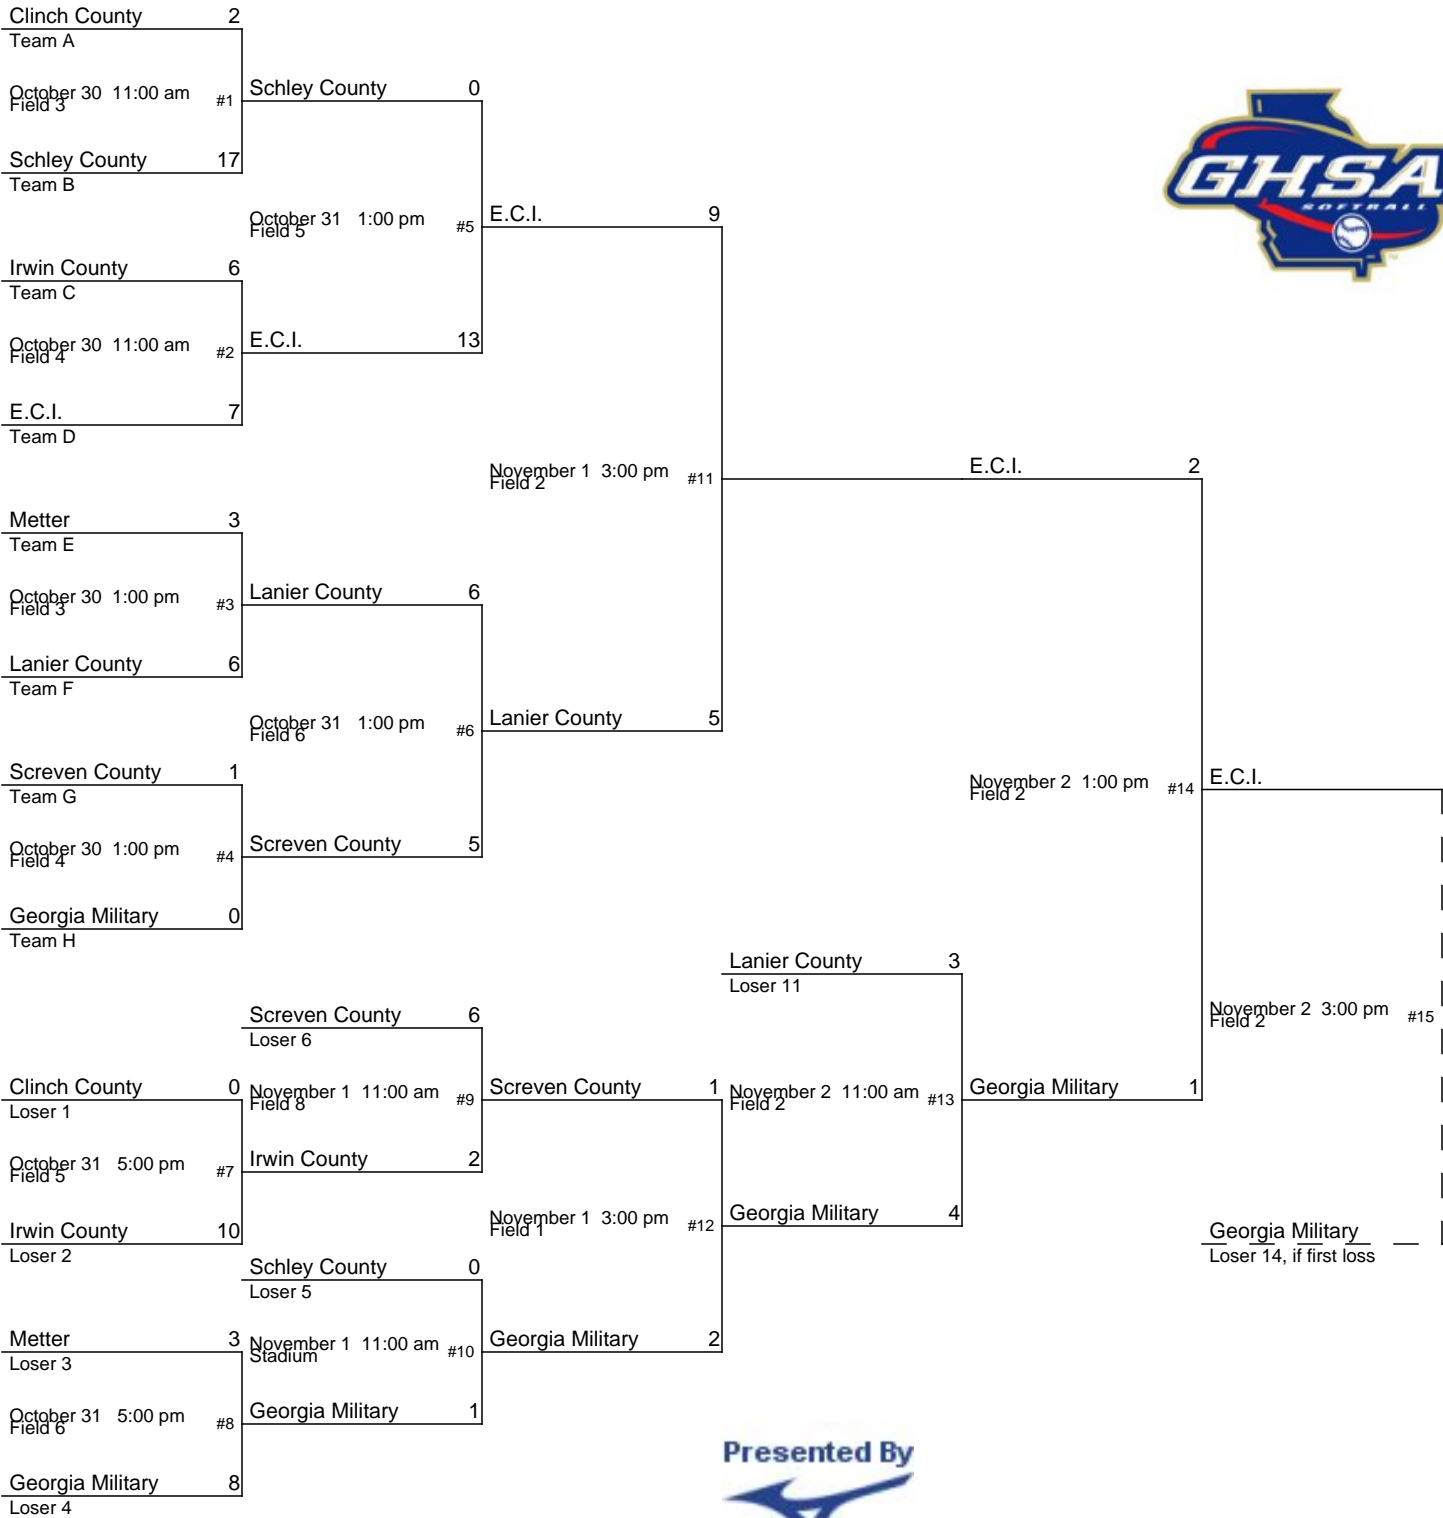 Clinch County 2
Team A
October 30 11:00 am
Field 3
#1
Schley County 17
Team B
Schley County 0
October 31 1:00 pm
Field 5
#5
Irwin County 6
Team C
October 30 11:00 am
Field 4
#2
E.C.I. 7
Team D
E.C.I. 13
E.C.I. 9
GHSA
SOFTBALL
TM
November 1 3:00 pm
Field 2
#11
E.C.I. 2
Metter 3
Team E
October 30 1:00 pm
Field 3
#3
Lanier County 6
Team F
Lanier County 6
October 31 1:00 pm
Field 6
#6
Lanier County 5
Screven County 1
Team G
October 30 1:00 pm
Field 4
#4
Georgia Military 0
Team H
Screven County 5
November 2 1:00 pm
Field 2
#14
E.C.I.
Lanier County 3
Loser 11
Screven County 6
Loser 6
November 2 3:00 pm
Field 2
#15
Clinch County 0
Loser 1
November 1 11:00 am
Field 8
#9
Screven County 1
November 2 11:00 am
Field 2
#13
Georgia Military 1
October 31 5:00 pm
Field 5
#7
Irwin County 2
Irwin County 10
Loser 2
November 1 3:00 pm
Field 1
#12
Georgia Military 4
Georgia Military
Loser 14, if first loss
Schley County 0
Loser 5
Metter 3
Loser 3
November 1 11:00 am
Stadium
#10
Georgia Military 2
October 31 5:00 pm
Field 6
#8
Georgia Military 1
Georgia Military 8
Loser 4
Presented By